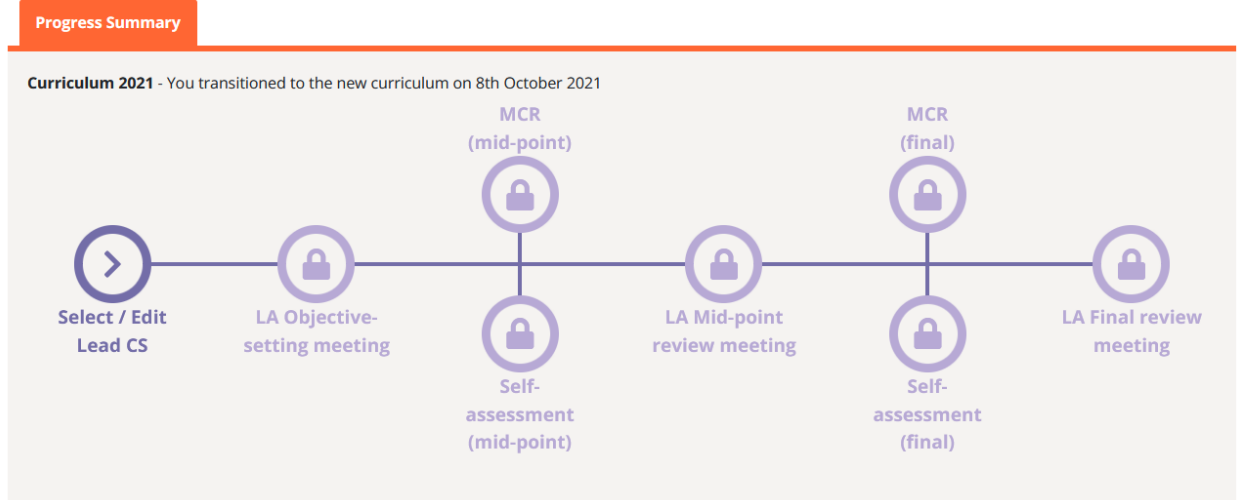 Progress Summary
Curriculum 2021 - You transitioned to the new curriculum on 8th October 2021
MCR
(mid-point)
MCR
(final)
Select / Edit
Lead CS
LA Objective-
setting meeting
LA Mid-point
review meeting
LA Final review
meeting
Self-
assessment
(mid-point)
Self-
assessment
(final)